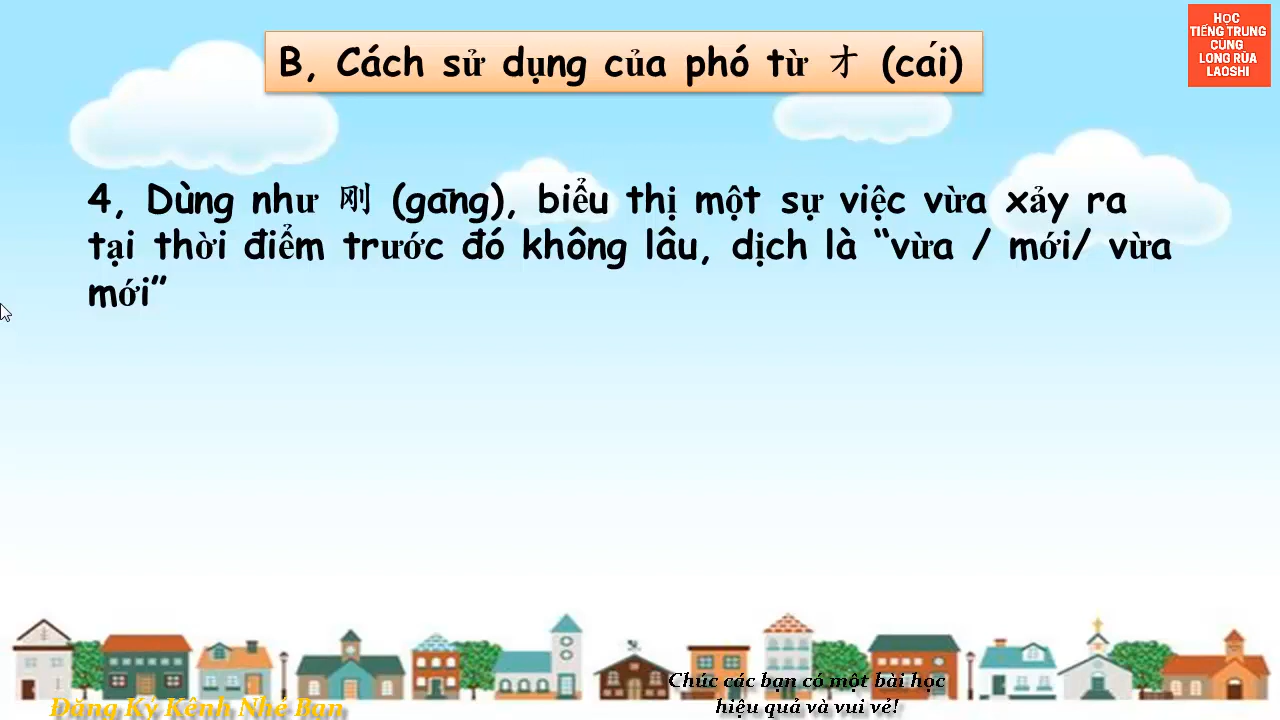 HỌC
TIẾNG TRUNG
CÙNG
LONG RÙA
LAOSHI
B, Cách sử dụng của phó từ 才 (cái)
4, Dùng như 刚 (gāng), biểu thị một sự việc vừa xảy ra
tại thời điểm trước đó không lâu, dịch là “vừa / mới/ vừa
mới”
Chúc các bạn có một bài học
hiệu quả và vui vẻ!
Đăng Ký Kênh Nhé Bạn